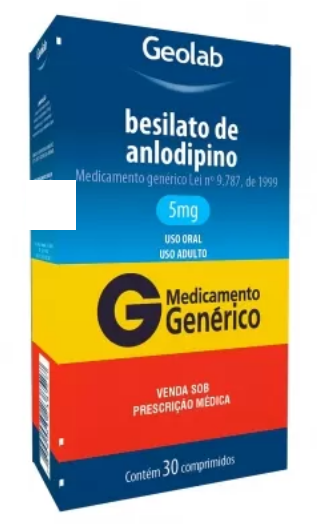 Geolab
besilato de
anlodipino
Medicamento genérico Lei nº 9.787, de 1999
5mg
USO ORAL
USO ADULTO
G Medicamento
Genérico
VENDA SOB
PRESCRIÇÃO MÉDICA
Contém 30 comprimidos